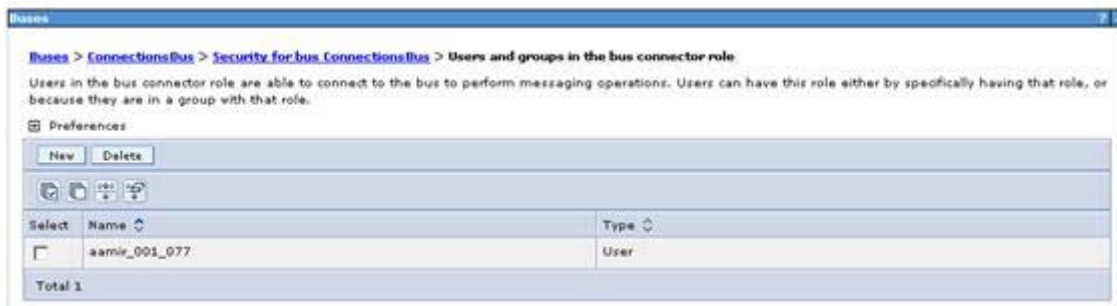 Buses
?
Buses > ConnectionsBus > Security for bus ConnectionsBus > Users and groups in the bus connector role
Users in the bus connector role are able to connect to the bus to perform messaging operations. Users can have this role either by specifically having that role, or
because they are in a group with that role.
Preferences
New Delete
Select Name Type
aamir_001_077 User
Total 1